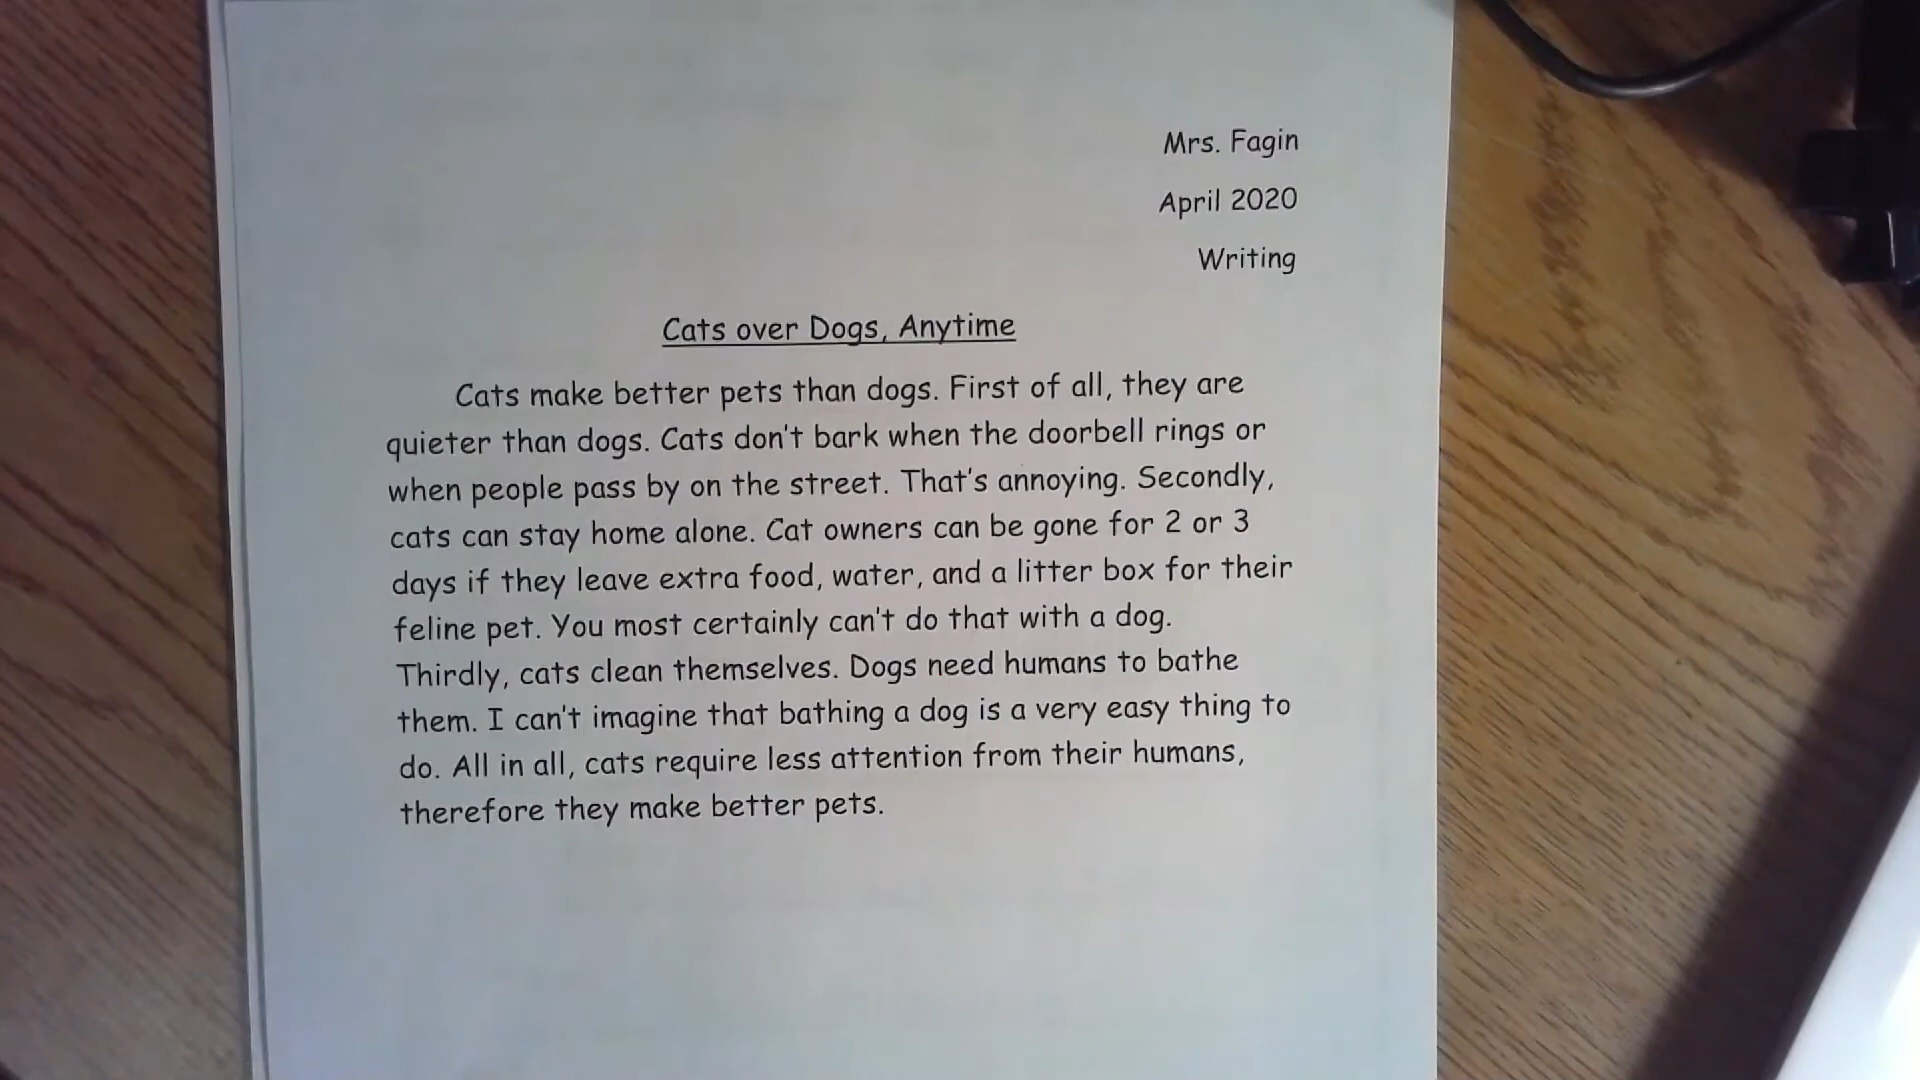 Mrs. Fagin
April 2020
Writing
Cats over Dogs, Anytime
Cats make better pets than dogs. First of all, they are
quieter than dogs. Cats don't bark when the doorbell rings or
when people pass by on the street. That's annoying. Secondly,
cats can stay home alone. Cat owners can be gone for 2 or 3
days if they leave extra food, water, and a litter box for their
feline pet. You most certainly can't do that with a dog.
Thirdly, cats clean themselves. Dogs need humans to bathe
them. I can't imagine that bathing a dog is a very easy thing to
do. All in all, cats require less attention from their humans,
therefore they make better pets.